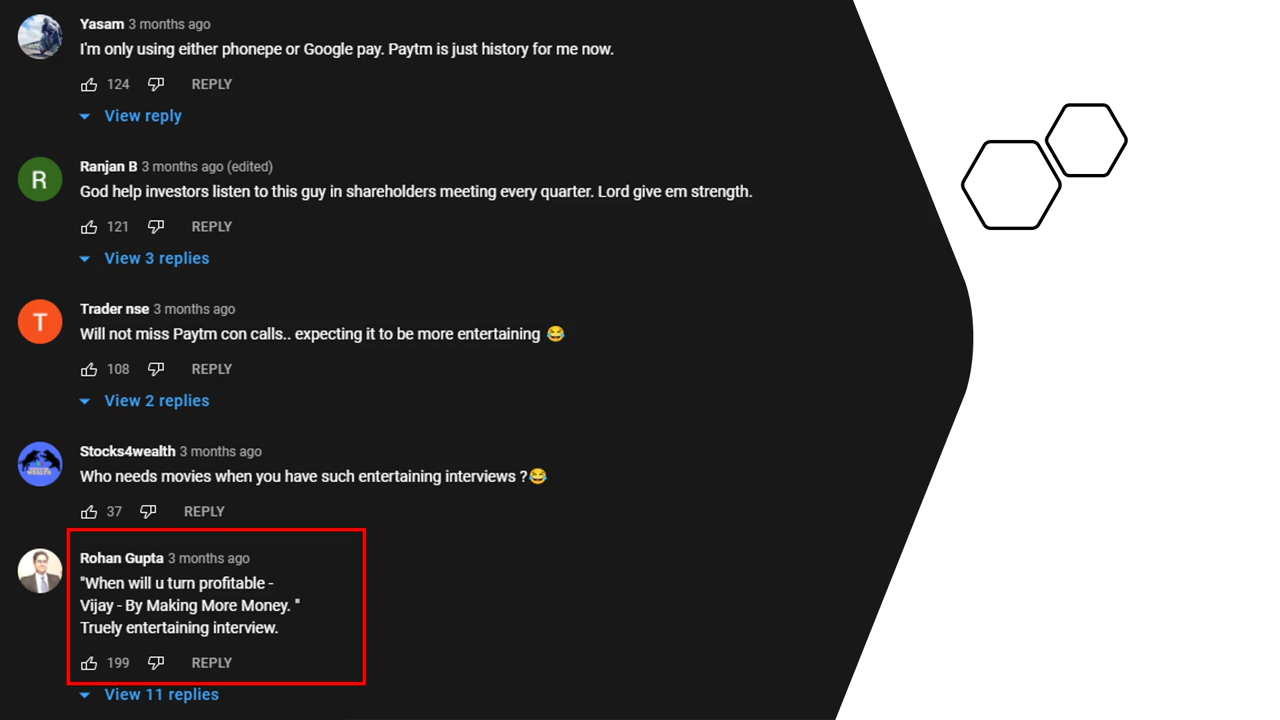 Yasam 3 months ago
I'm only using either phonepe or Google pay. Paytm is just history for me now.
124 REPLY
View reply
R
Ranjan B 3 months ago (edited)
God help investors listen to this guy in shareholders meeting every quarter. Lord give em strength.
121 REPLY
View 3 replies
T
Trader nse 3 months ago
Will not miss Paytm con calls.. expecting it to be more entertaining 😂
108 REPLY
View 2 replies
Stocks4wealth 3 months ago
Who needs movies when you have such entertaining interviews ?😂
37 REPLY
Rohan Gupta 3 months ago
"When will u turn profitable -
Vijay - By Making More Money. "
Truely entertaining interview.
199 REPLY
View 11 replies